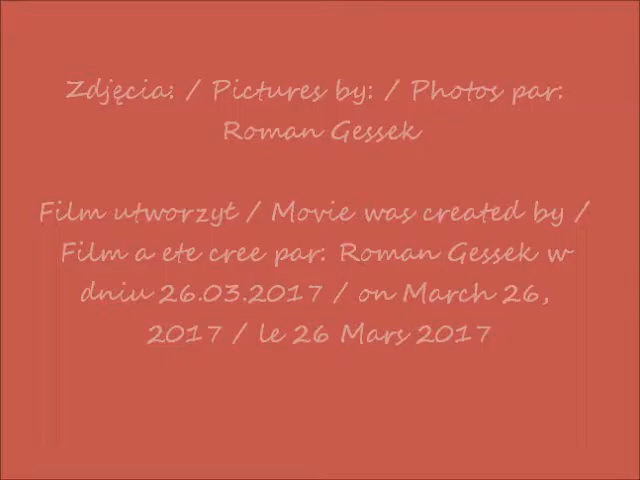 Zdjęcia: / Pictures by: / Photos par:
Roman Gessek
Film utworzył / Movie was created by /
Film a ete cree par: Roman Gessek w
dniu 26.03.2017 / on March 26,
2017 / le 26 Mars 2017